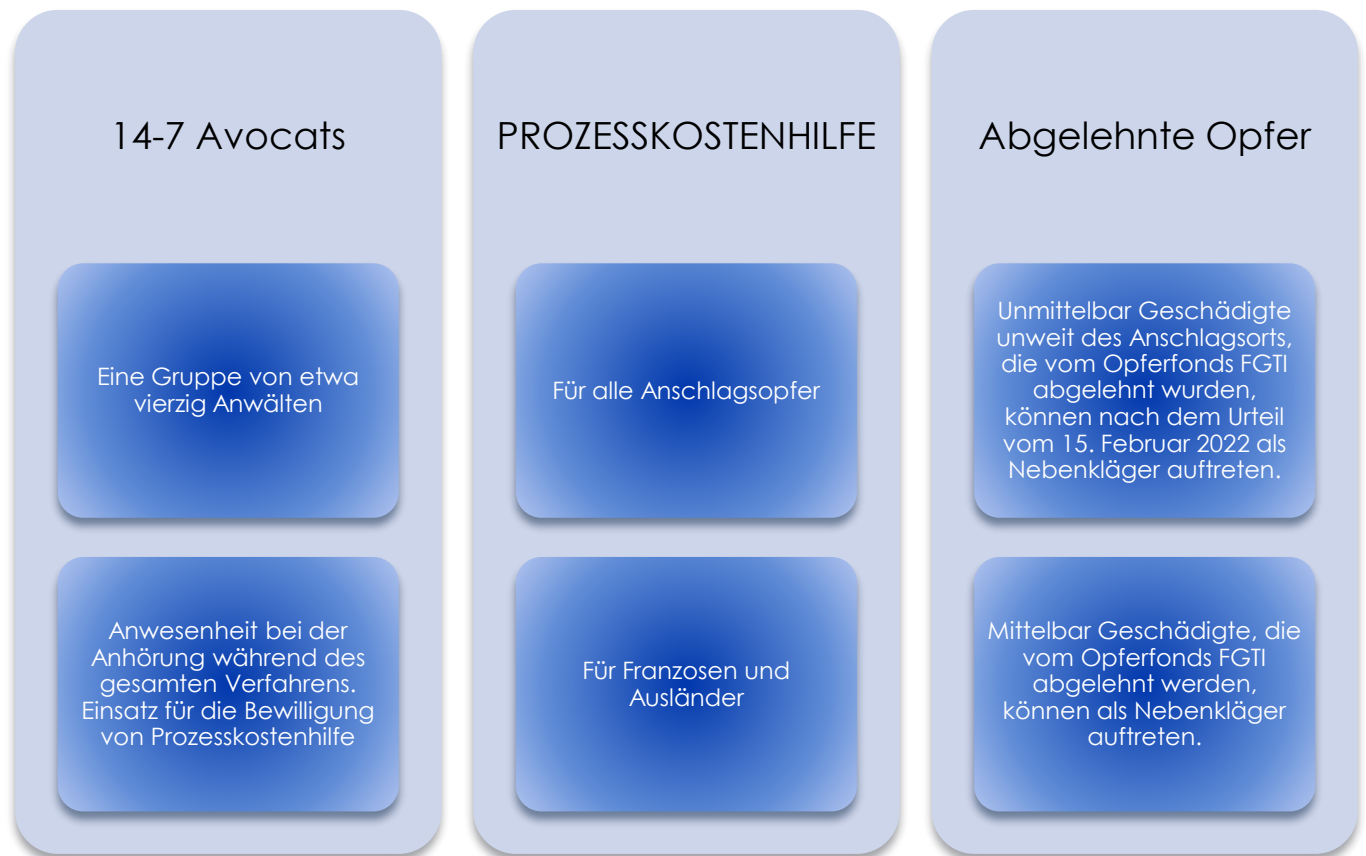 14-7 Avocats
Eine Gruppe von etwa
vierzig Anwälten
Anwesenheit bei der
Anhörung während des
gesamten Verfahrens.
Einsatz für die Bewilligung
von Prozesskostenhilfe
PROZESSKOSTENHILFE
Für alle Anschlagsopfer
Für Franzosen und
Ausländer
Abgelehnte Opfer
Unmittelbar Geschädigte
unweit des Anschlagsorts,
die vom Opferfonds FGTI
abgelehnt wurden,
können nach dem Urteil
vom 15. Februar 2022 als
Nebenkläger auftreten.
Mittelbar Geschädigte, die
vom Opferfonds FGTI
abgelehnt werden,
können als Nebenkläger
auftreten.